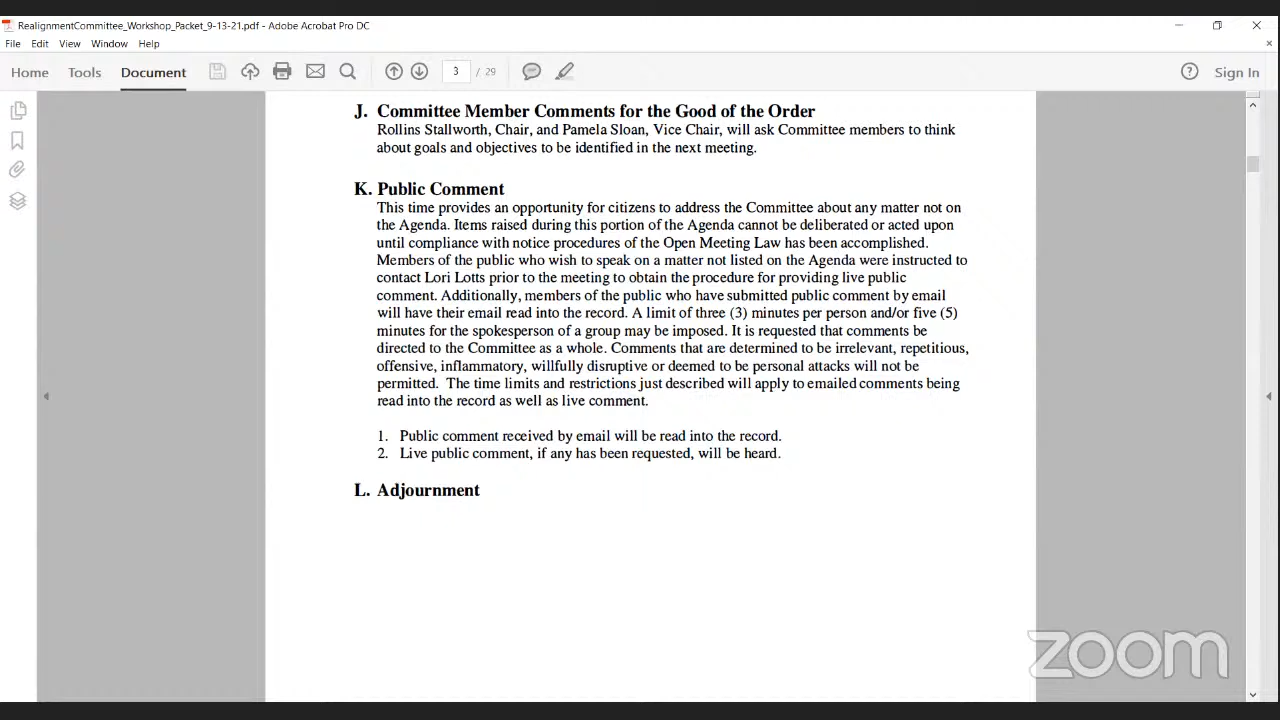 RealignmentCommittee_Workshop_Packet_9-13-21.pdf - Adobe Acrobat Pro DC
File Edit View Window Help
Home Tools Document 3 / 29 Sign In
J. Committee Member Comments for the Good of the Order
Rollins Stallworth, Chair, and Pamela Sloan, Vice Chair, will ask Committee members to think
about goals and objectives to be identified in the next meeting.
K. Public Comment
This time provides an opportunity for citizens to address the Committee about any matter not on
the Agenda. Items raised during this portion of the Agenda cannot be deliberated or acted upon
until compliance with notice procedures of the Open Meeting Law has been accomplished.
Members of the public who wish to speak on a matter not listed on the Agenda were instructed to
contact Lori Lotts prior to the meeting to obtain the procedure for providing live public
comment. Additionally, members of the public who have submitted public comment by email
will have their email read into the record. A limit of three (3) minutes per person and/or five (5)
minutes for the spokesperson of a group may be imposed. It is requested that comments be
directed to the Committee as a whole. Comments that are determined to be irrelevant, repetitious,
offensive, inflammatory, willfully disruptive or deemed to be personal attacks will not be
permitted. The time limits and restrictions just described will apply to emailed comments being
read into the record as well as live comment.
1. Public comment received by email will be read into the record.
2. Live public comment, if any has been requested, will be heard.
L. Adjournment
zoom